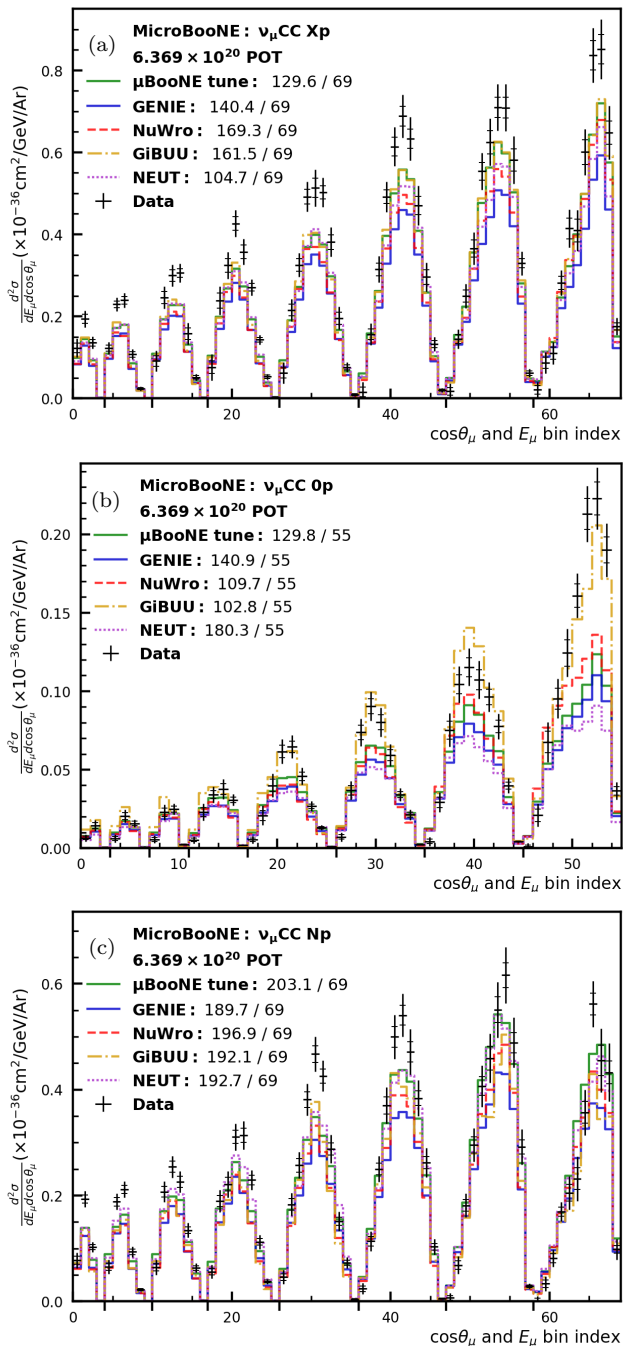 (a)
MicroBooNE: νμCC Xp
6.369×10²⁰ POT
μBooNE tune: 129.6 / 69
GENIE: 140.4 / 69
NuWro: 169.3 / 69
GiBUU: 161.5 / 69
NEUT: 104.7 / 69
Data
d²σ/dEμdcosθμ (×10⁻³⁶cm²/GeV/Ar)
0.8
0.6
0.4
0.2
0.0
0 20 40 60
cosθμ and Eμ bin index
(b)
MicroBooNE: νμCC 0p
6.369×10²⁰ POT
μBooNE tune: 129.8 / 55
GENIE: 140.9 / 55
NuWro: 109.7 / 55
GiBUU: 102.8 / 55
NEUT: 180.3 / 55
Data
d²σ/dEμdcosθμ (×10⁻³⁶cm²/GeV/Ar)
0.20
0.15
0.10
0.05
0.00
0 10 20 30 40 50
cosθμ and Eμ bin index
(c)
MicroBooNE: νμCC Np
6.369×10²⁰ POT
μBooNE tune: 203.1 / 69
GENIE: 189.7 / 69
NuWro: 196.9 / 69
GiBUU: 192.1 / 69
NEUT: 192.7 / 69
Data
d²σ/dEμdcosθμ (×10⁻³⁶cm²/GeV/Ar)
0.6
0.4
0.2
0.0
0 20 40 60
cosθμ and Eμ bin index